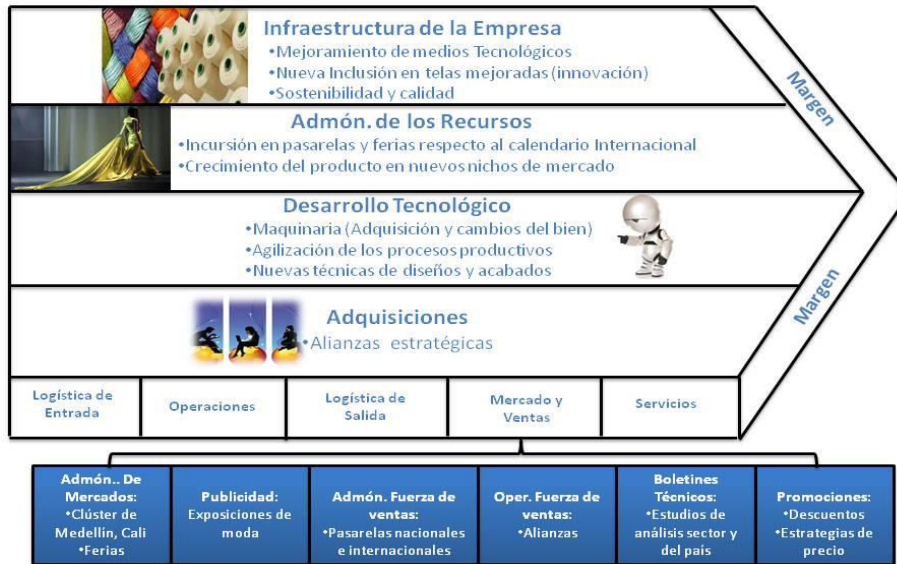 Infraestructura de la Empresa
•Mejoramiento de medios Tecnológicos
•Nueva Inclusión en telas mejoradas (innovación)
•Sostenibilidad y calidad
Margen
Admón. de los Recursos
•Incursión en pasarelas y ferias respecto al calendario Internacional
•Crecimiento del producto en nuevos nichos de mercado
Desarrollo Tecnológico
•Maquinaria (Adquisición y cambios del bien)
•Agilización de los procesos productivos
•Nuevas técnicas de diseños y acabados
Margen
Adquisiciones
•Alianzas estratégicas
Logística de
Entrada
Operaciones
Logística de
Salida
Mercado y
Ventas
Servicios
Admón.. De
Mercados:
•Clúster de
Medellín, Cali
•Ferias
Publicidad:
Exposiciones de
moda
Admón. Fuerza de
ventas:
•Pasarelas nacionales
e internacionales
Oper. Fuerza de
ventas:
•Alianzas
Boletines
Técnicos:
•Estudios de
análisis sector y
del país
Promociones:
•Descuentos
•Estrategias de
precio